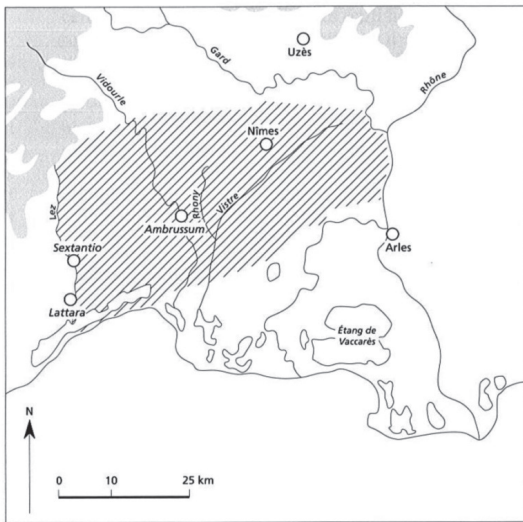 Uzès
Vidourle
Gard
Rhône
Nîmes
Rhony
Vistre
Lez
Ambrussum
Sextantio
Arles
Lattara
Étang de
Vaccarès
N
0 10 25 km